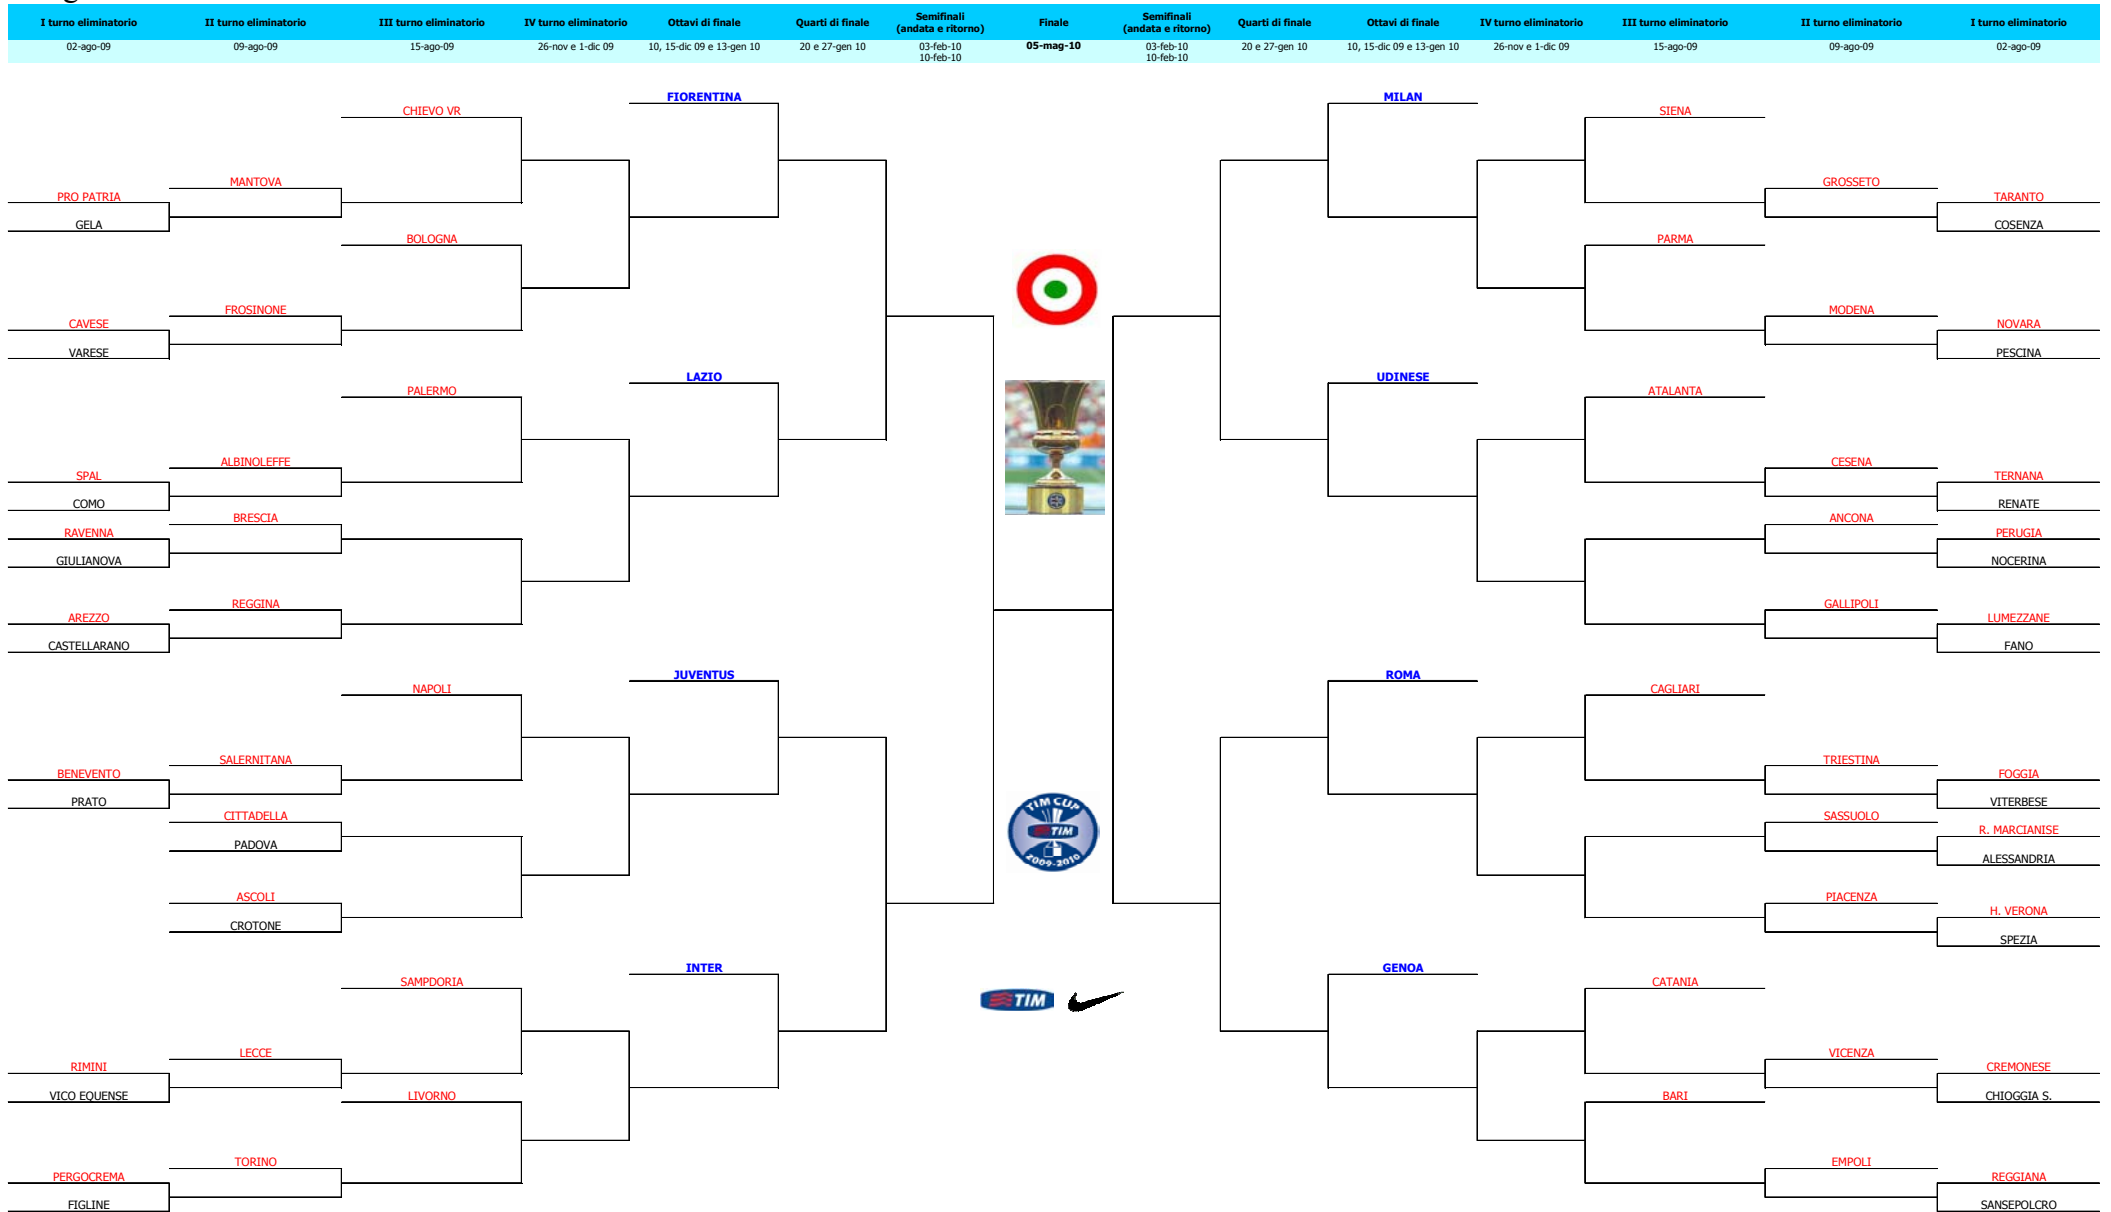 I turno eliminatorio II turno eliminatorio III turno eliminatorio IV turno eliminatorio Ottavi di finale Quarti di finale Semifinali (andata e ritorno) Finale Semifinali (andata e ritorno) Quarti di finale Ottavi di finale IV turno eliminatorio III turno eliminatorio II turno eliminatorio I turno eliminatorio
02-ago-09 09-ago-09 15-ago-09 26-nov e 1-dic 09 10, 15-dic 09 e 13-gen 10 20 e 27-gen 10 03-feb-10 10-feb-10 05-mag-10 03-feb-10 10-feb-10 20 e 27-gen 10 10, 15-dic 09 e 13-gen 10 26-nov e 1-dic 09 15-ago-09 09-ago-09 02-ago-09
FIORENTINA MILAN
CHIEVO VR SIENA
MANTOVA GROSSETO
PRO PATRIA TARANTO
GELA COSENZA
BOLOGNA PARMA
FROSINONE MODENA
CAVESE NOVARA
VARESE PESCINA
LAZIO UDINESE
PALERMO ATALANTA
ALBINOLEFFE CESENA
SPAL TERNANA
COMO RENATE
BRESCIA ANCONA
RAVENNA PERUGIA
GIULIANOVA NOCERINA
REGGINA GALLIPOLI
AREZZO LUMEZZANE
CASTELLARANO FANO
JUVENTUS ROMA
NAPOLI CAGLIARI
SALERNITANA TRIESTINA
BENEVENTO FOGGIA
PRATO VITERBESE
TIM CUP
CITTADELLA SASSUOLO
TIM
R. MARCIANISE
PADOVA
ALESSANDRIA
2009-2010
ASCOLI PIACENZA
H. VERONA
CROTONE
SPEZIA
INTER GENOA
SAMPDORIA CATANIA
TIM
LECCE VICENZA
RIMINI CREMONESE
VICO EQUENSE LIVORNO BARI CHIOGGIA S.
TORINO EMPOLI
PERGOCREMA REGGIANA
FIGLINE SANSEPOLCRO